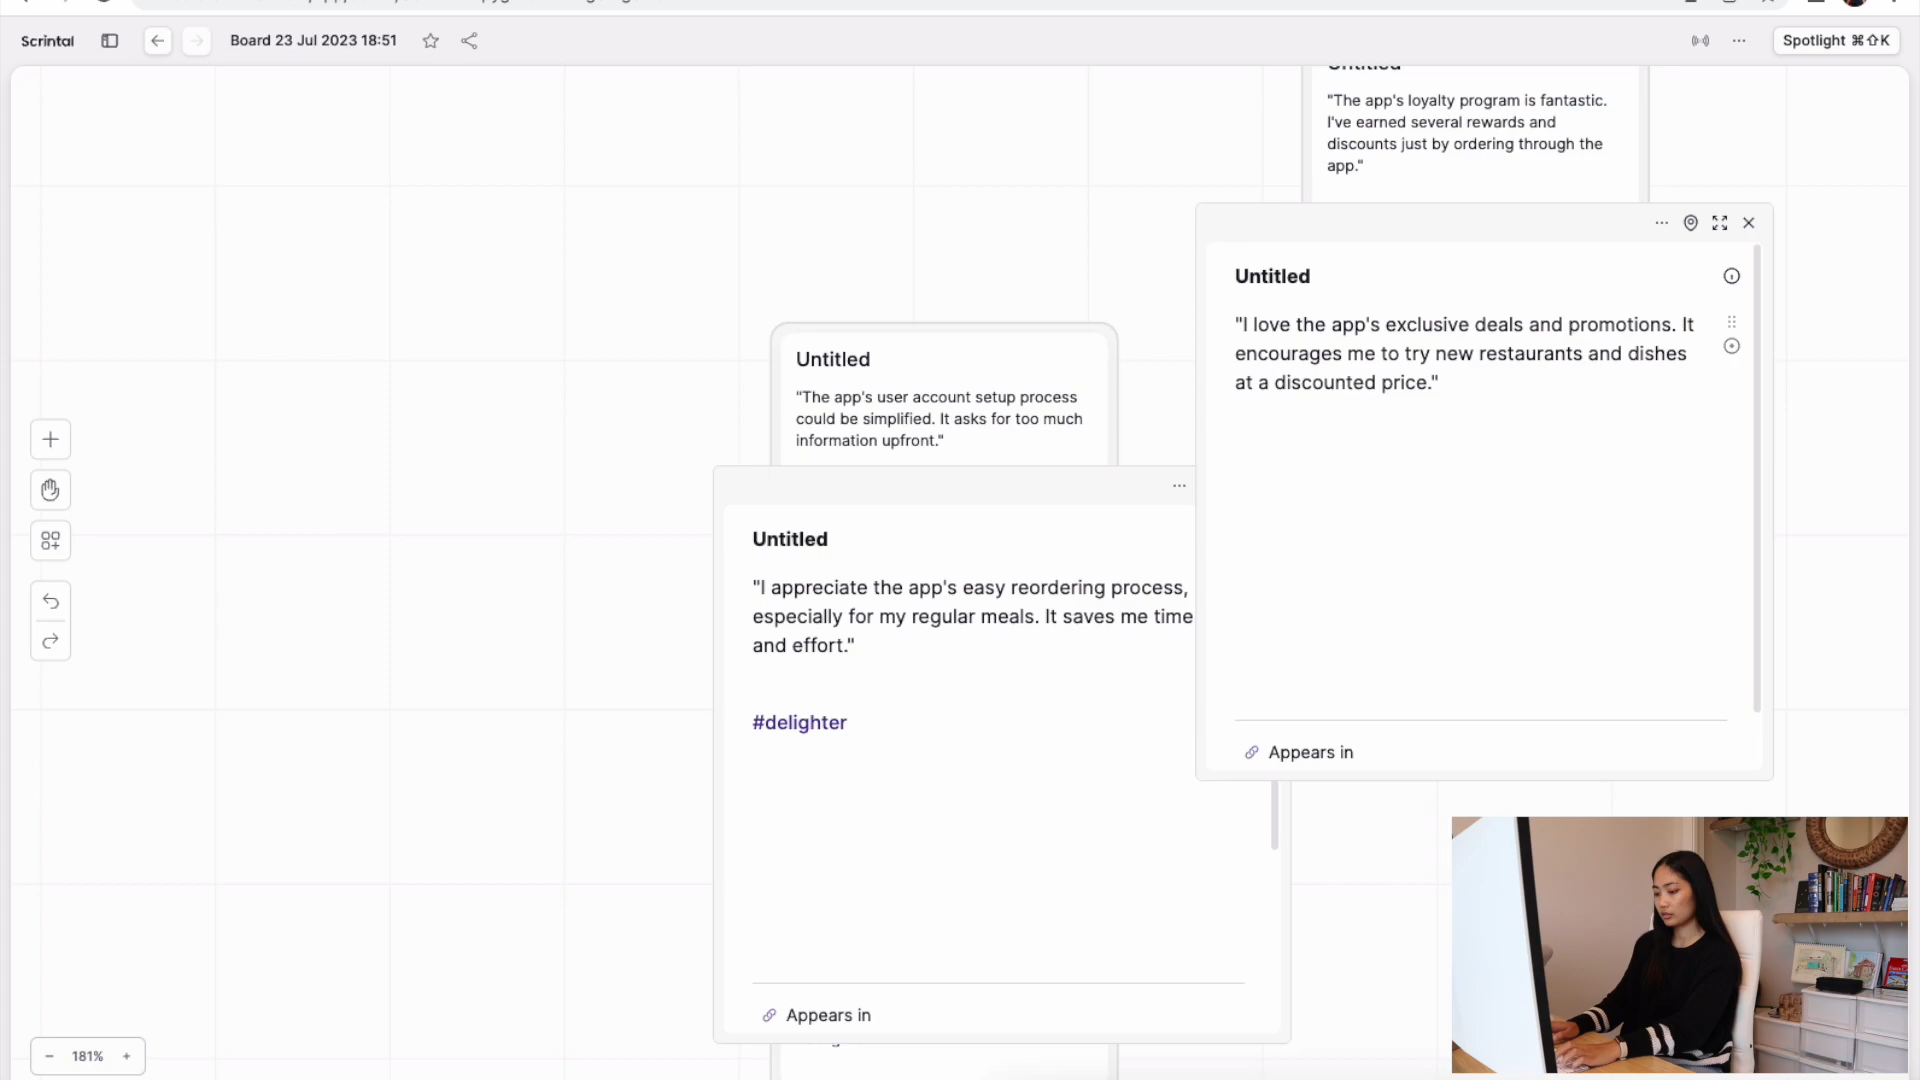 Scrintal
Board 23 Jul 2023 18:51
Spotlight ⌘⇧K
Untitled
"The app's loyalty program is fantastic.
I've earned several rewards and
discounts just by ordering through the
app."
Untitled
"I love the app's exclusive deals and promotions. It
encourages me to try new restaurants and dishes
at a discounted price."
Appears in
Untitled
"The app's user account setup process
could be simplified. It asks for too much
information upfront."
Untitled
"I appreciate the app's easy reordering process,
especially for my regular meals. It saves me time
and effort."
#delighter
Appears in
181%